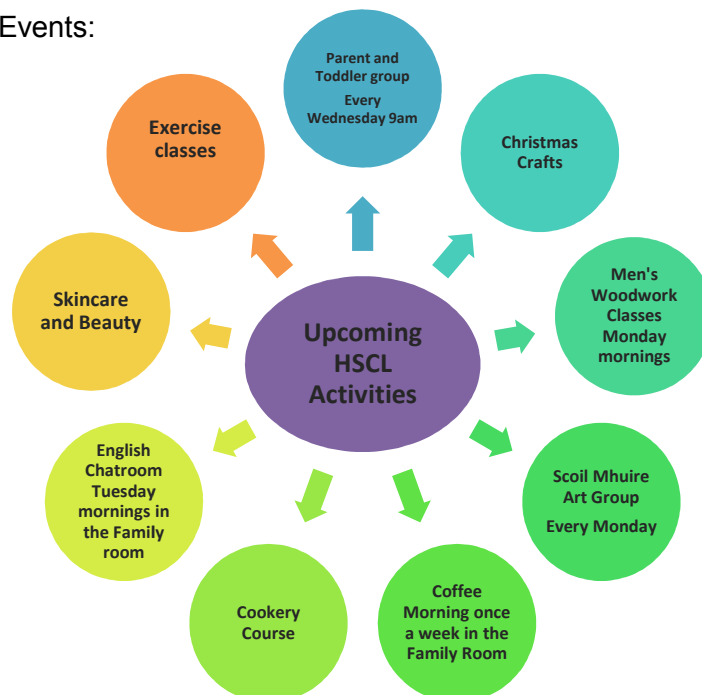 Events:
Parent and
Toddler group
Every
Wednesday 9am
Christmas
Crafts
Men's
Woodwork
Classes
Monday
mornings
Scoil Mhuire
Art Group
Every Monday
Coffee
Morning once
a week in the
Family Room
Cookery
Course
English
Chatroom
Tuesday
mornings in
the Family
room
Skincare
and Beauty
Exercise
classes
Upcoming
HSCL
Activities